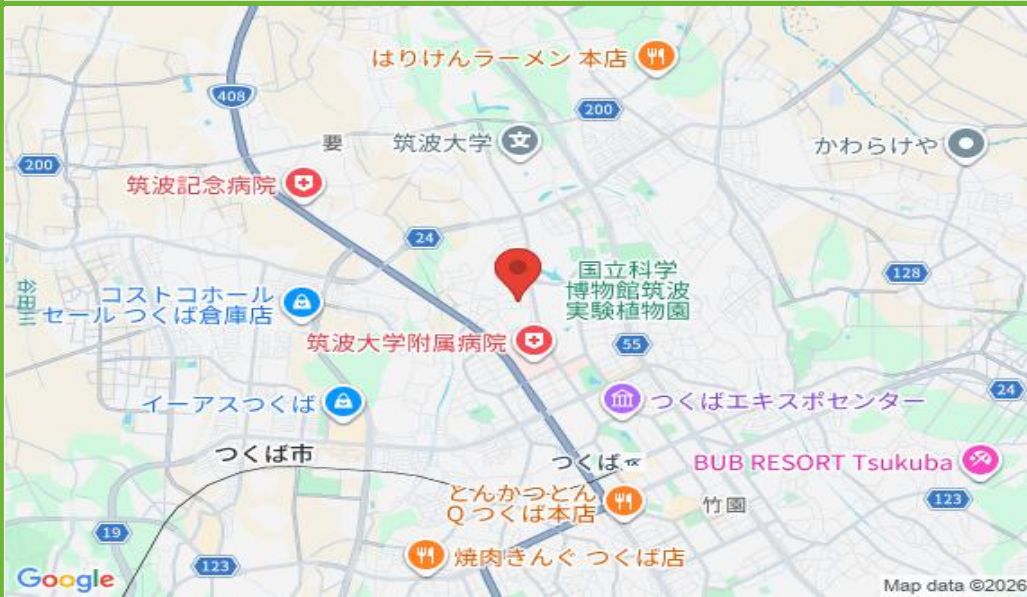 はりけんラーメン 本店
408
200
要
筑波大学
かわらけや
200
筑波記念病院
24
国立科学
博物館筑波
実験植物園
128
谷田川
コストコホール
セール つくば倉庫店
筑波大学附属病院
55
24
イーアスつくば
つくばエキスポセンター
つくば市
つくば
BUB RESORT Tsukuba
とんかつとん
Q つくば本店
竹園
123
19
焼肉きんぐ つくば店
123
Google
Map data ©2026